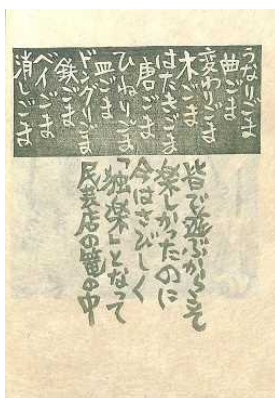 うなりごま
曲ごま
変わりごま
木ごま
はたきごま
唐ごま
ひねりごま
皿ごま
ドングリごま
鉄ごま
ベイごま
消しごま
皆で遊ぶからこそ
楽しかったのに
今はさびしく
「独楽」となって
民芸店の篭の中